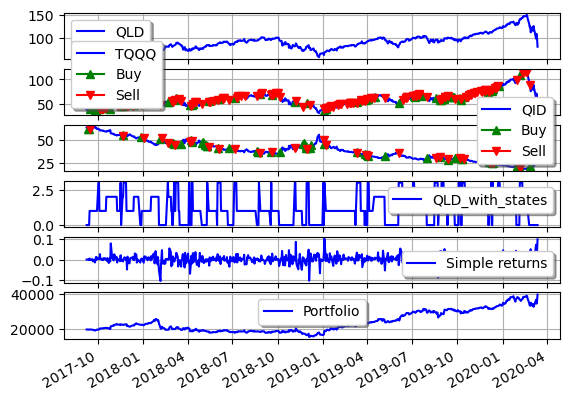 150
100
QLD
TQQQ
Buy
Sell
100
50
QID
Buy
Sell
50
25
2.5
0.0
QLD_with_states
0.1
0.0
−0.1
Simple returns
40000
20000
Portfolio
2017-10
2018-01
2018-04
2018-07
2018-10
2019-01
2019-04
2019-07
2019-10
2020-01
2020-04